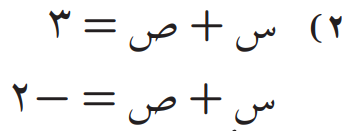 ٢) س + ص = ٣
س + ص = − ٢